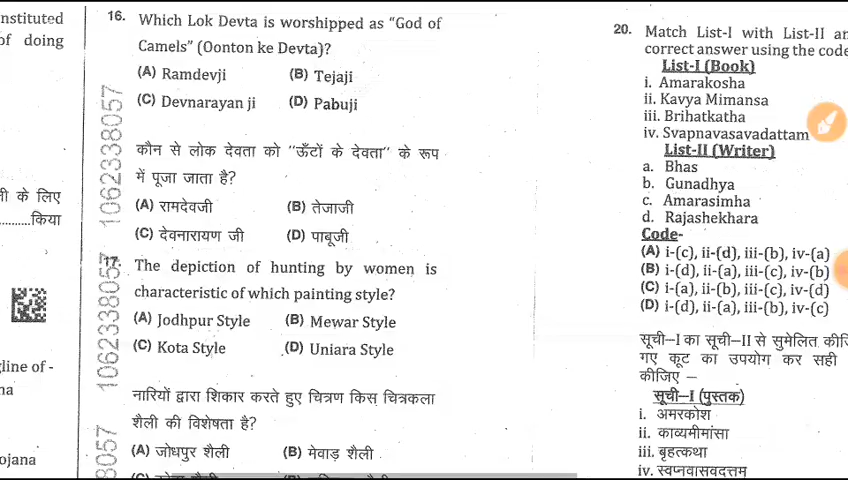 nstituted
of doing
नी के लिए
..........किया
line of -
na
ojana
16. Which Lok Devta is worshipped as "God of
Camels" (Oonton ke Devta)?
(A) Ramdevji (B) Tejaji
(C) Devnarayan ji (D) Pabuji
कौन से लोक देवता को "ऊँटों के देवता" के रूप
में पूजा जाता है?
(A) रामदेवजी (B) तेजाजी
(C) देवनारायण जी (D) पाबूजी
17. The depiction of hunting by women is
characteristic of which painting style?
(A) Jodhpur Style (B) Mewar Style
(C) Kota Style (D) Uniara Style
नारियों द्वारा शिकार करते हुए चित्रण किस चित्रकला
शैली की विशेषता है?
(A) जोधपुर शैली (B) मेवाड़ शैली
1062338057
1062338057
8057
20. Match List-I with List-II an
correct answer using the code
List-I (Book)
i. Amarakosha
ii. Kavya Mimansa
iii. Brihatkatha
iv. Svapnavasavadattam
List-II (Writer)
a. Bhas
b. Gunadhya
c. Amarasimha
d. Rajashekhara
Code-
(A) i-(c), ii-(d), iii-(b), iv-(a)
(B) i-(d), ii-(a), iii-(c), iv-(b)
(C) i-(a), ii-(b), iii-(c), iv-(d)
(D) i-(d), ii-(a), iii-(b), iv-(c)
सूची–I का सूची–II से सुमेलित
गए कूट का उपयोग कर सही
कीजिए –
सूची–I (पुस्तक)
i. अमरकोश
ii. काव्यमीमांसा
iii. बृहत्कथा
iv. स्वप्नवासवदत्तम